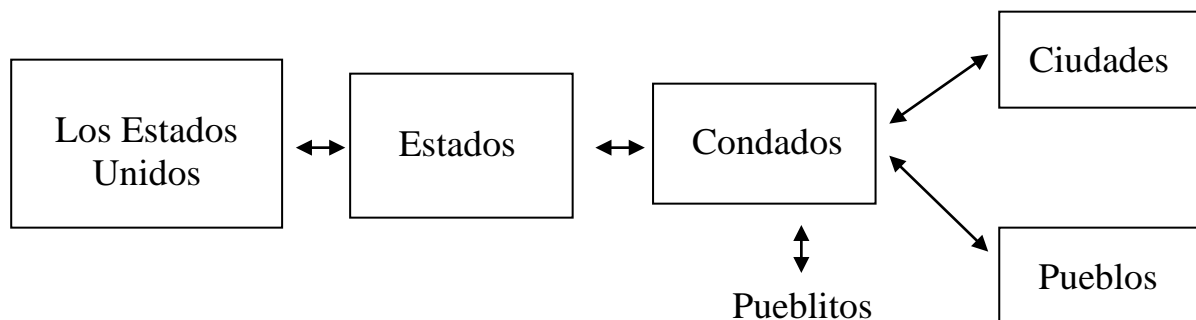 Los Estados
Unidos
Estados
Condados
Ciudades
Pueblos
Pueblitos